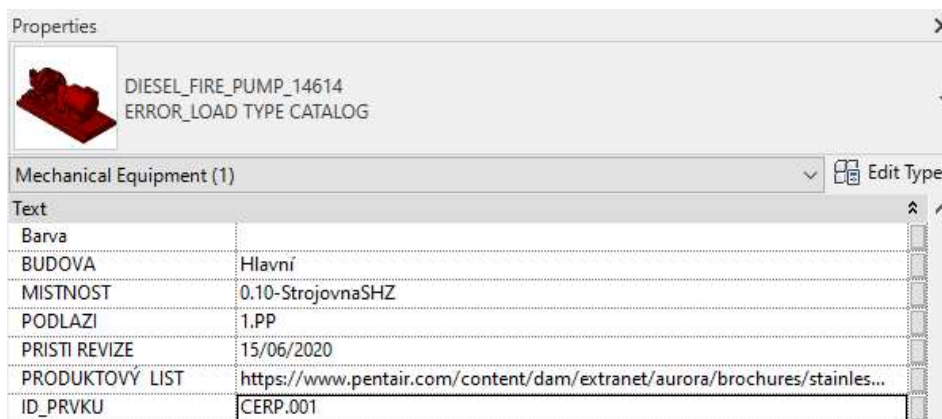 Properties
DIESEL_FIRE_PUMP_14614
ERROR_LOAD TYPE CATALOG
Mechanical Equipment (1) Edit Type
Text
Barva
BUDOVA Hlavní
MISTNOST 0.10-StrojovnaSHZ
PODLAZI 1.PP
PRISTI REVIZE 15/06/2020
PRODUKTOVÝ LIST https://www.pentair.com/content/dam/extranet/aurora/brochures/stainles...
ID_PRVKU CERP.001